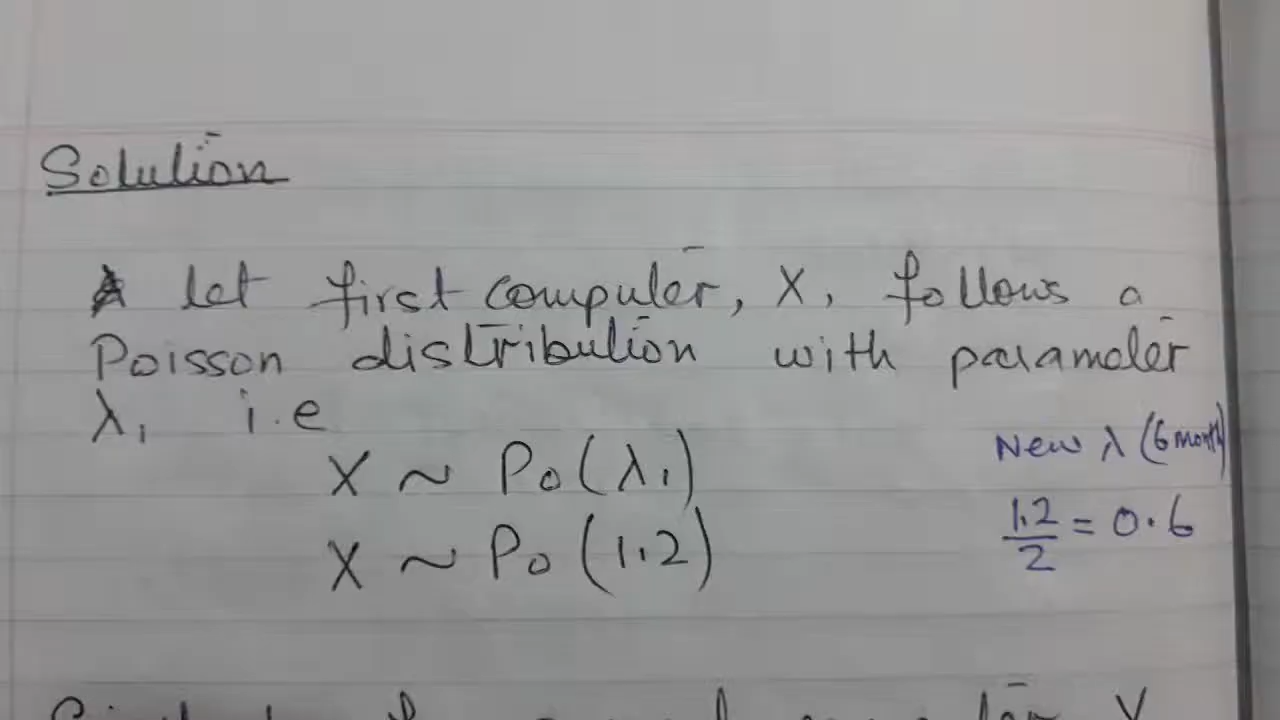 Solution
let first computer, X, follows a
Poisson distribution with parameter
λ₁ i.e
X ~ Po(λ₁)
X ~ Po(1.2)
New λ (6 month)
1.2/2 = 0.6